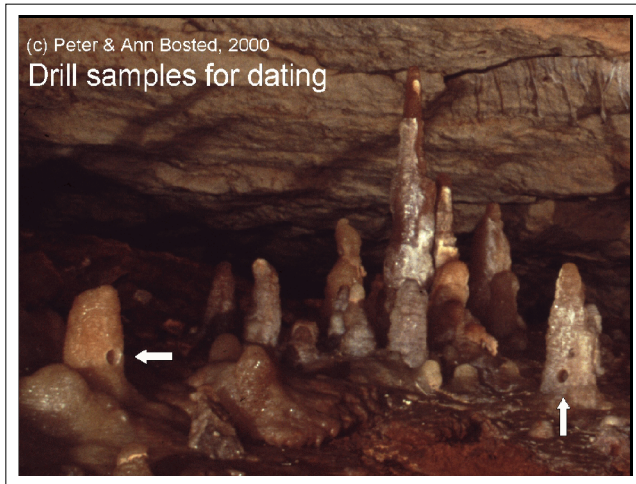 (c) Peter & Ann Bosted, 2000
Drill samples for dating